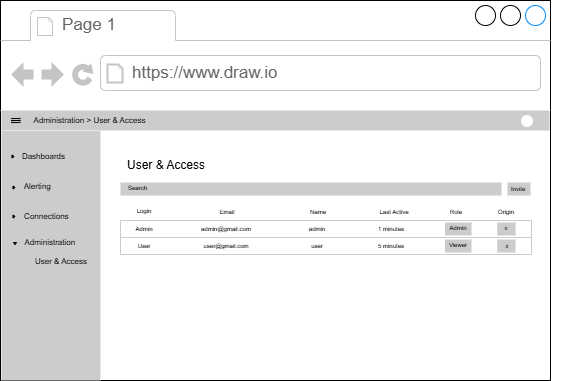 Page 1
https://www.draw.io
Administration > User & Access
Dashboards
Alerting
Connections
Administration
User & Access
User & Access
Search Invite
Login Email Name Last Active Role Origin
Admin admin@gmail.com admin 1 minutes Admin x
User user@gmail.com user 5 minutes Viewer x